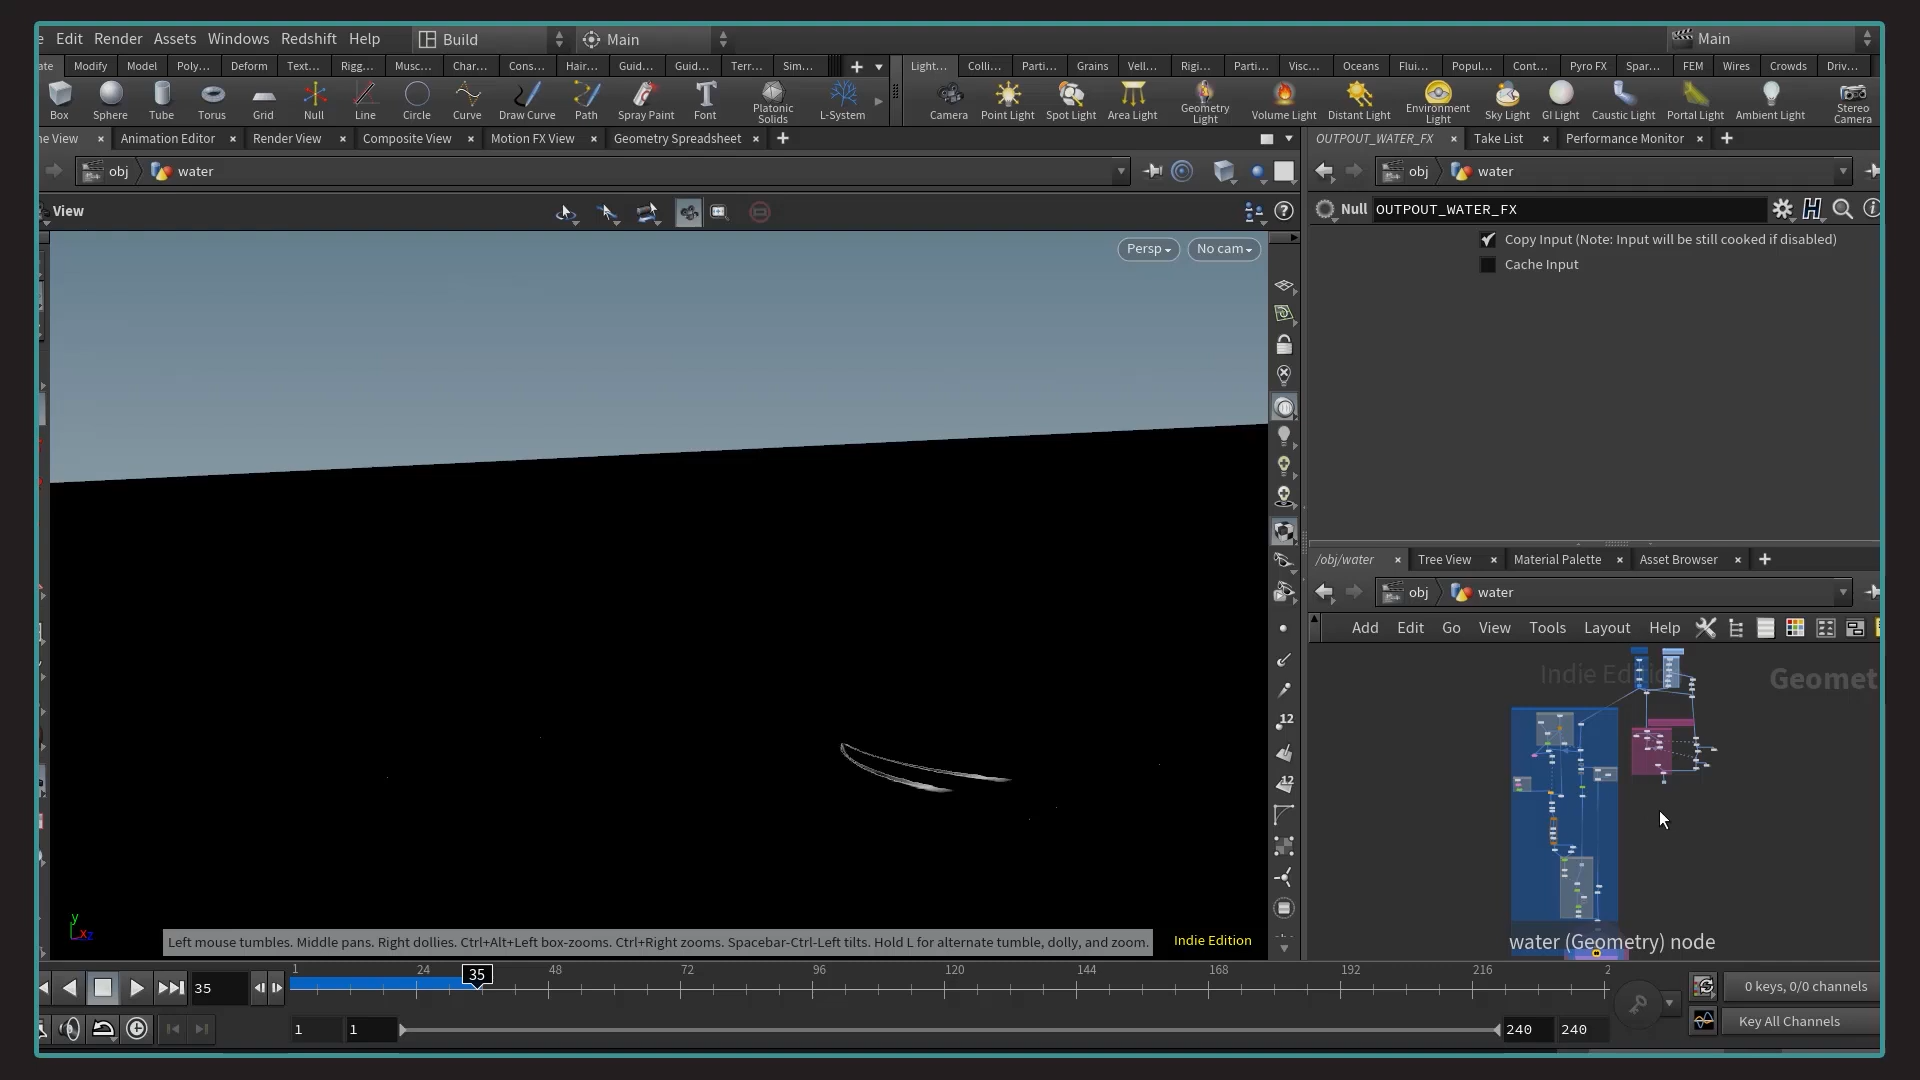 e Edit Render Assets Windows Redshift Help Build Main Main
ate Modify Model Poly... Deform Text... Rigg... Musc... Char... Cons... Hair... Guid... Guid... Terr... Sim... Light... Colli... Parti... Grains Vell... Rigi... Parti... Visc... Oceans Flui... Popul... Cont... Pyro FX Spar... FEM Wires Crowds Driv...
Box Sphere Tube Torus Grid Null Line Circle Curve Draw Curve Path Spray Paint Font Platonic Solids L-System Camera Point Light Spot Light Area Light Geometry Light Volume Light Distant Light Environment Light Sky Light GI Light Caustic Light Portal Light Ambient Light Stereo Camera
ne View Animation Editor Render View Composite View Motion FX View Geometry Spreadsheet OUTPOUT_WATER_FX Take List Performance Monitor
obj water obj water
View Null OUTPOUT_WATER_FX
Copy Input (Note: Input will be still cooked if disabled)
Cache Input
Persp No cam
12
12
/obj/water Tree View Material Palette Asset Browser
obj water
Add Edit Go View Tools Layout Help
Indie Edition Geomet
water (Geometry) node
y
x z
Left mouse tumbles. Middle pans. Right dollies. Ctrl+Alt+Left box-zooms. Ctrl+Right zooms. Spacebar-Ctrl-Left tilts. Hold L for alternate tumble, dolly, and zoom. Indie Edition
35 1 24 35 48 72 96 120 144 168 192 216 2 0 keys, 0/0 channels
1 1 240 240 Key All Channels